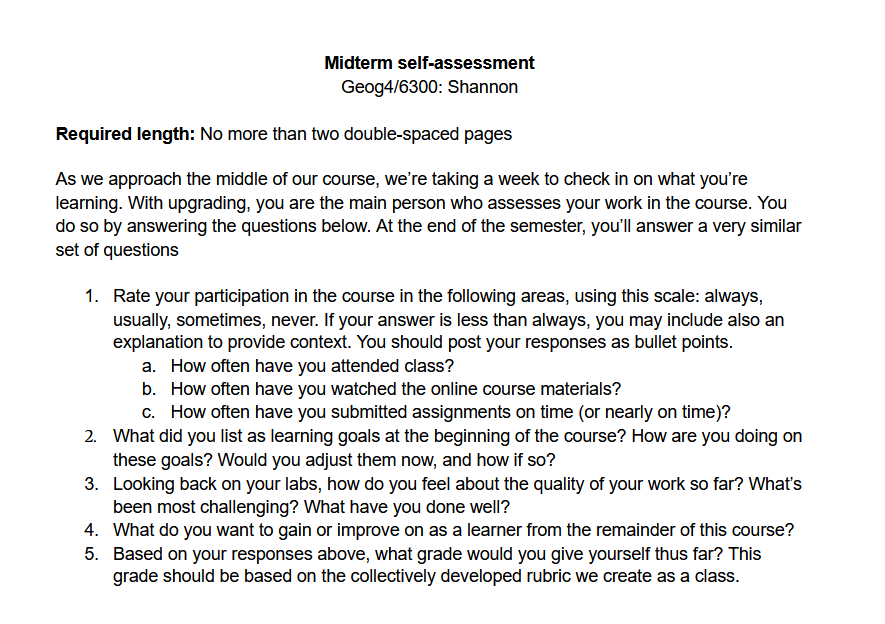 Midterm self-assessment
Geog4/6300: Shannon
Required length: No more than two double-spaced pages
As we approach the middle of our course, we’re taking a week to check in on what you’re
learning. With upgrading, you are the main person who assesses your work in the course. You
do so by answering the questions below. At the end of the semester, you’ll answer a very similar
set of questions
1. Rate your participation in the course in the following areas, using this scale: always,
usually, sometimes, never. If your answer is less than always, you may include also an
explanation to provide context. You should post your responses as bullet points.
a. How often have you attended class?
b. How often have you watched the online course materials?
c. How often have you submitted assignments on time (or nearly on time)?
2. What did you list as learning goals at the beginning of the course? How are you doing on
these goals? Would you adjust them now, and how if so?
3. Looking back on your labs, how do you feel about the quality of your work so far? What’s
been most challenging? What have you done well?
4. What do you want to gain or improve on as a learner from the remainder of this course?
5. Based on your responses above, what grade would you give yourself thus far? This
grade should be based on the collectively developed rubric we create as a class.